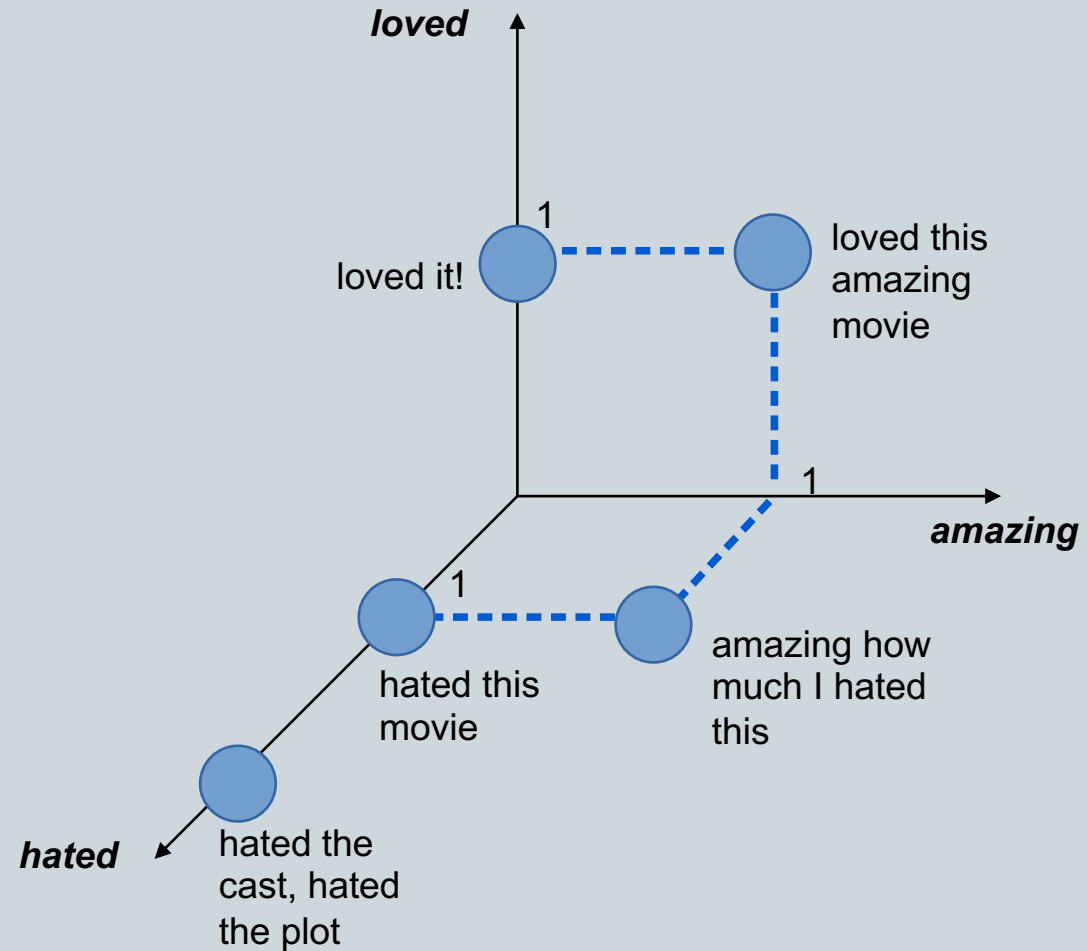 loved
1
loved it!
loved this
amazing
movie
1
amazing
1
hated this
movie
amazing how
much I hated
this
hated
hated the
cast, hated
the plot